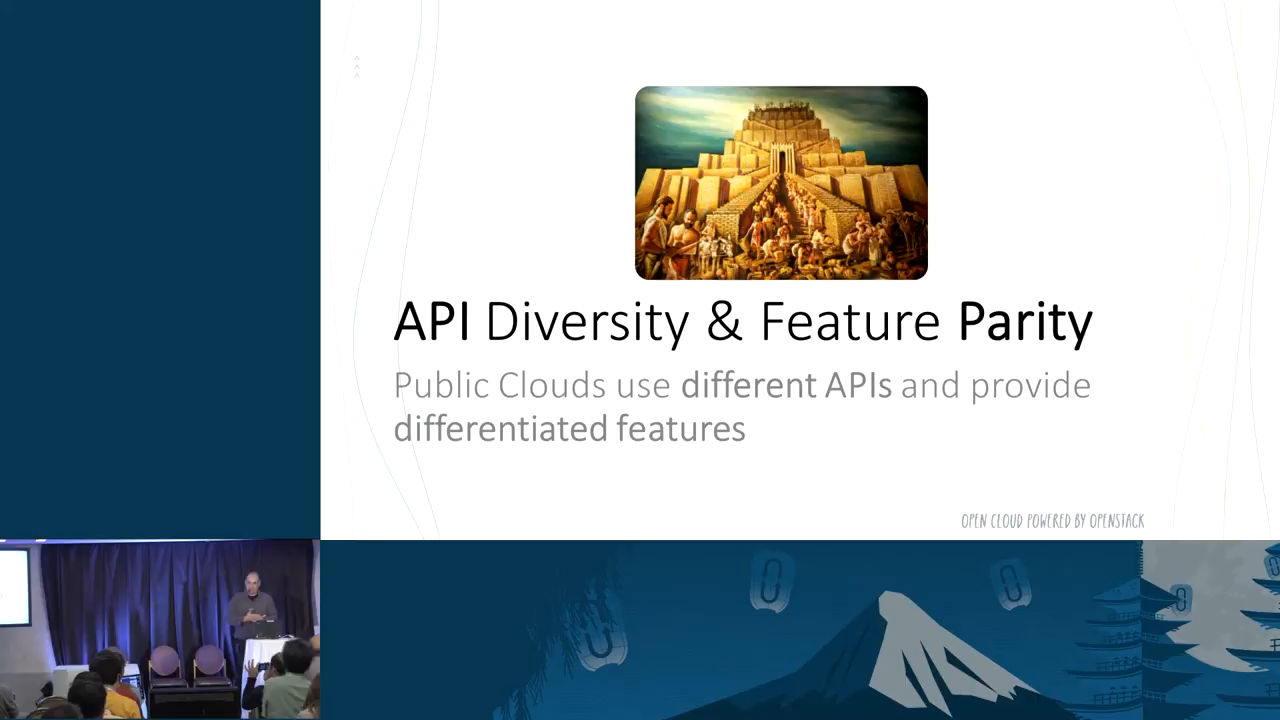 API Diversity & Feature Parity
Public Clouds use different APIs and provide
differentiated features
OPEN CLOUD POWERED BY OPENSTACK